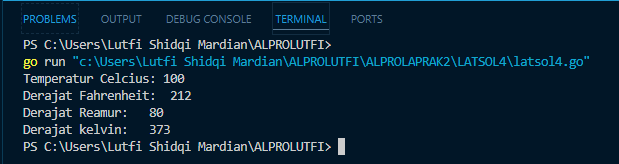 PROBLEMS OUTPUT DEBUG CONSOLE TERMINAL PORTS
PS C:\Users\Lutfi Shidqi Mardian\ALPROLUTFI>
go run "c:\Users\Lutfi Shidqi Mardian\ALPROLUTFI\ALPROLAPRAK2\LATSOL4\latsol4.go"
Temperatur Celcius: 100
Derajat Fahrenheit:  212
Derajat Reamur:   80
Derajat kelvin:   373
PS C:\Users\Lutfi Shidqi Mardian\ALPROLUTFI>